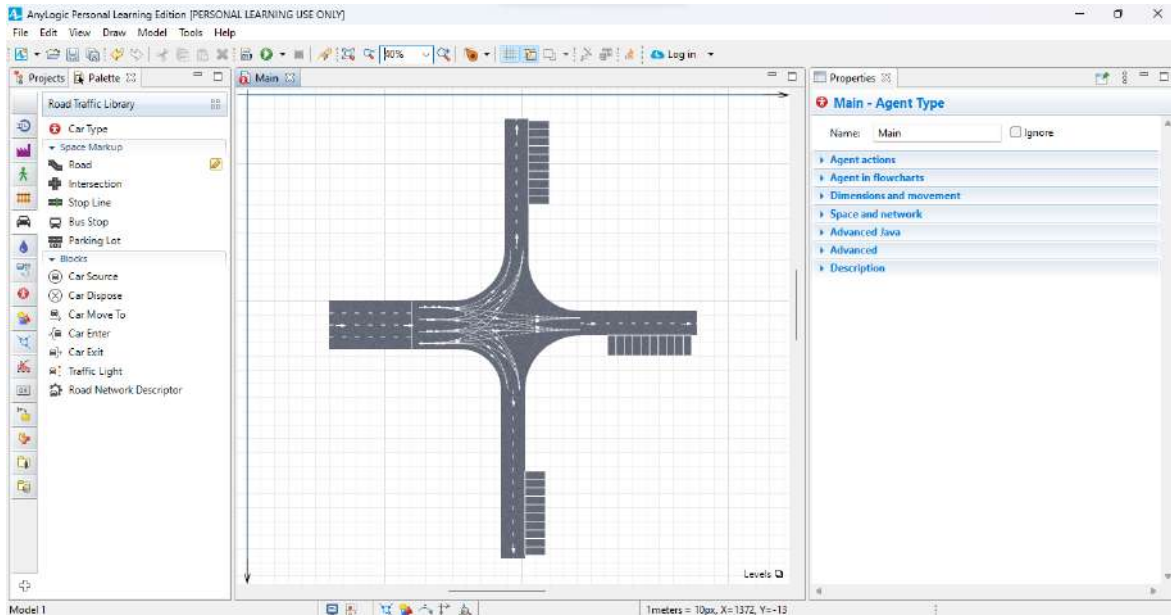 AnyLogic Personal Learning Edition [PERSONAL LEARNING USE ONLY]
File Edit View Draw Model Tools Help
40%
Log in
Projects Palette
Main
Properties
Road Traffic Library
Car Type
Space Markup
Road
Intersection
Stop Line
Bus Stop
Parking Lot
Blocks
Car Source
Car Dispose
Car Move To
Car Enter
Car Exit
Traffic Light
Road Network Descriptor
Levels
Main - Agent Type
Name: Main Ignore
Agent actions
Agent in flowcharts
Dimensions and movement
Space and network
Advanced Java
Advanced
Description
Model 1
1meters = 10px, X=1372, Y=-13